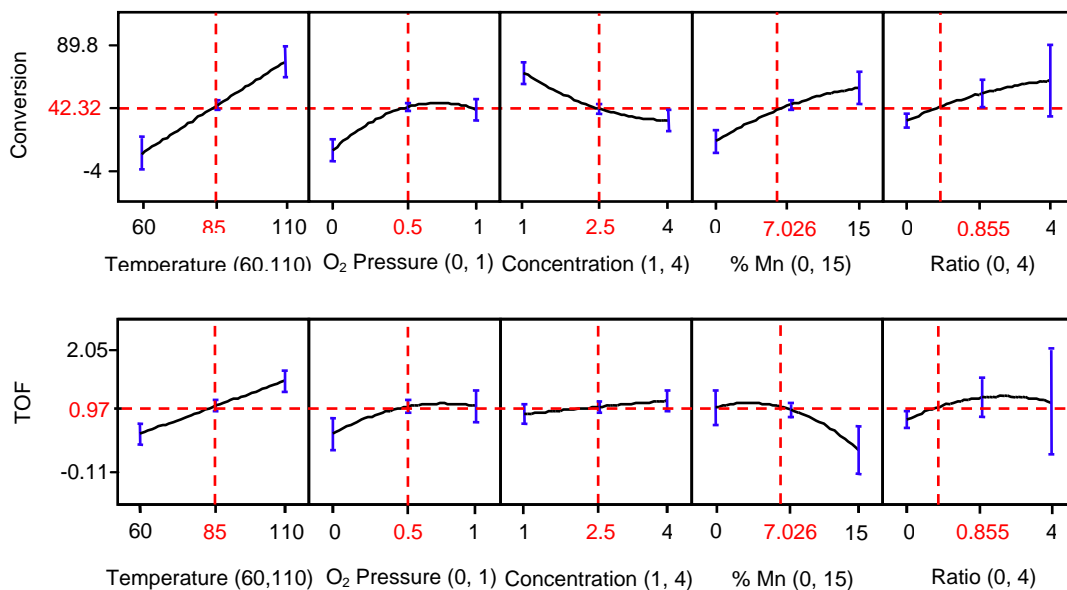 Conversion
89.8
42.32
-4
60 85 110 0 0.5 1 1 2.5 4 0 7.026 15 0 0.855 4
Temperature (60,110) O₂ Pressure (0, 1) Concentration (1, 4) % Mn (0, 15) Ratio (0, 4)
TOF
2.05
0.97
-0.11
60 85 110 0 0.5 1 1 2.5 4 0 7.026 15 0 0.855 4
Temperature (60,110) O₂ Pressure (0, 1) Concentration (1, 4) % Mn (0, 15) Ratio (0, 4)